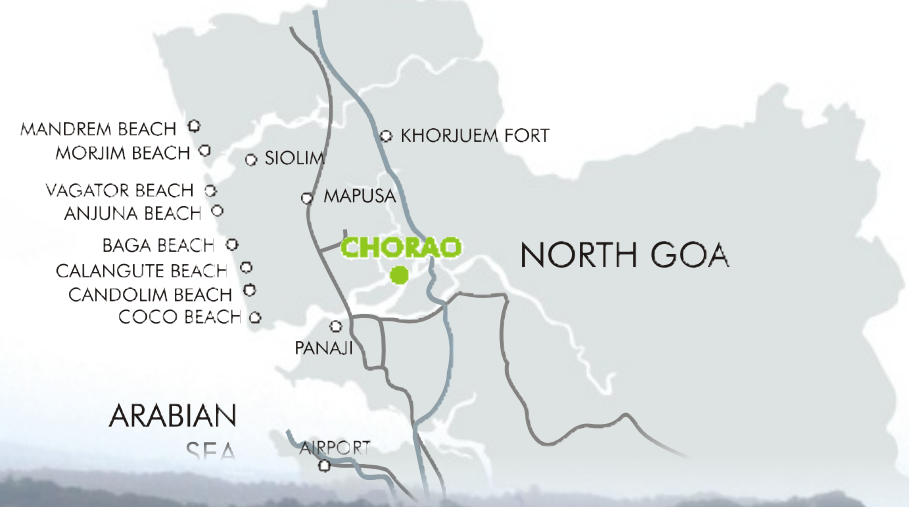 MANDREM BEACH
KHORJUEM FORT
MORJIM BEACH
SIOLIM
VAGATOR BEACH
MAPUSA
ANJUNA BEACH
BAGA BEACH
CHORAO
NORTH GOA
CALANGUTE BEACH
CANDOLIM BEACH
COCO BEACH
PANAJI
ARABIAN
SEA
AIRPORT